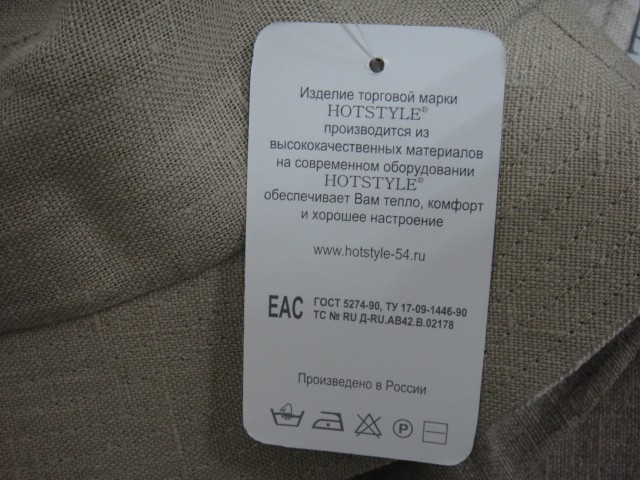 Изделие торговой марки
HOTSTYLE®
производится из
высококачественных материалов
на современном оборудовании
HOTSTYLE®
обеспечивает Вам тепло, комфорт
и хорошее настроение
www.hotstyle-54.ru
EAC ГОСТ 5274-90, ТУ 17-09-1446-90
ТС № RU Д-RU.АВ42.В.02178
Произведено в России
P